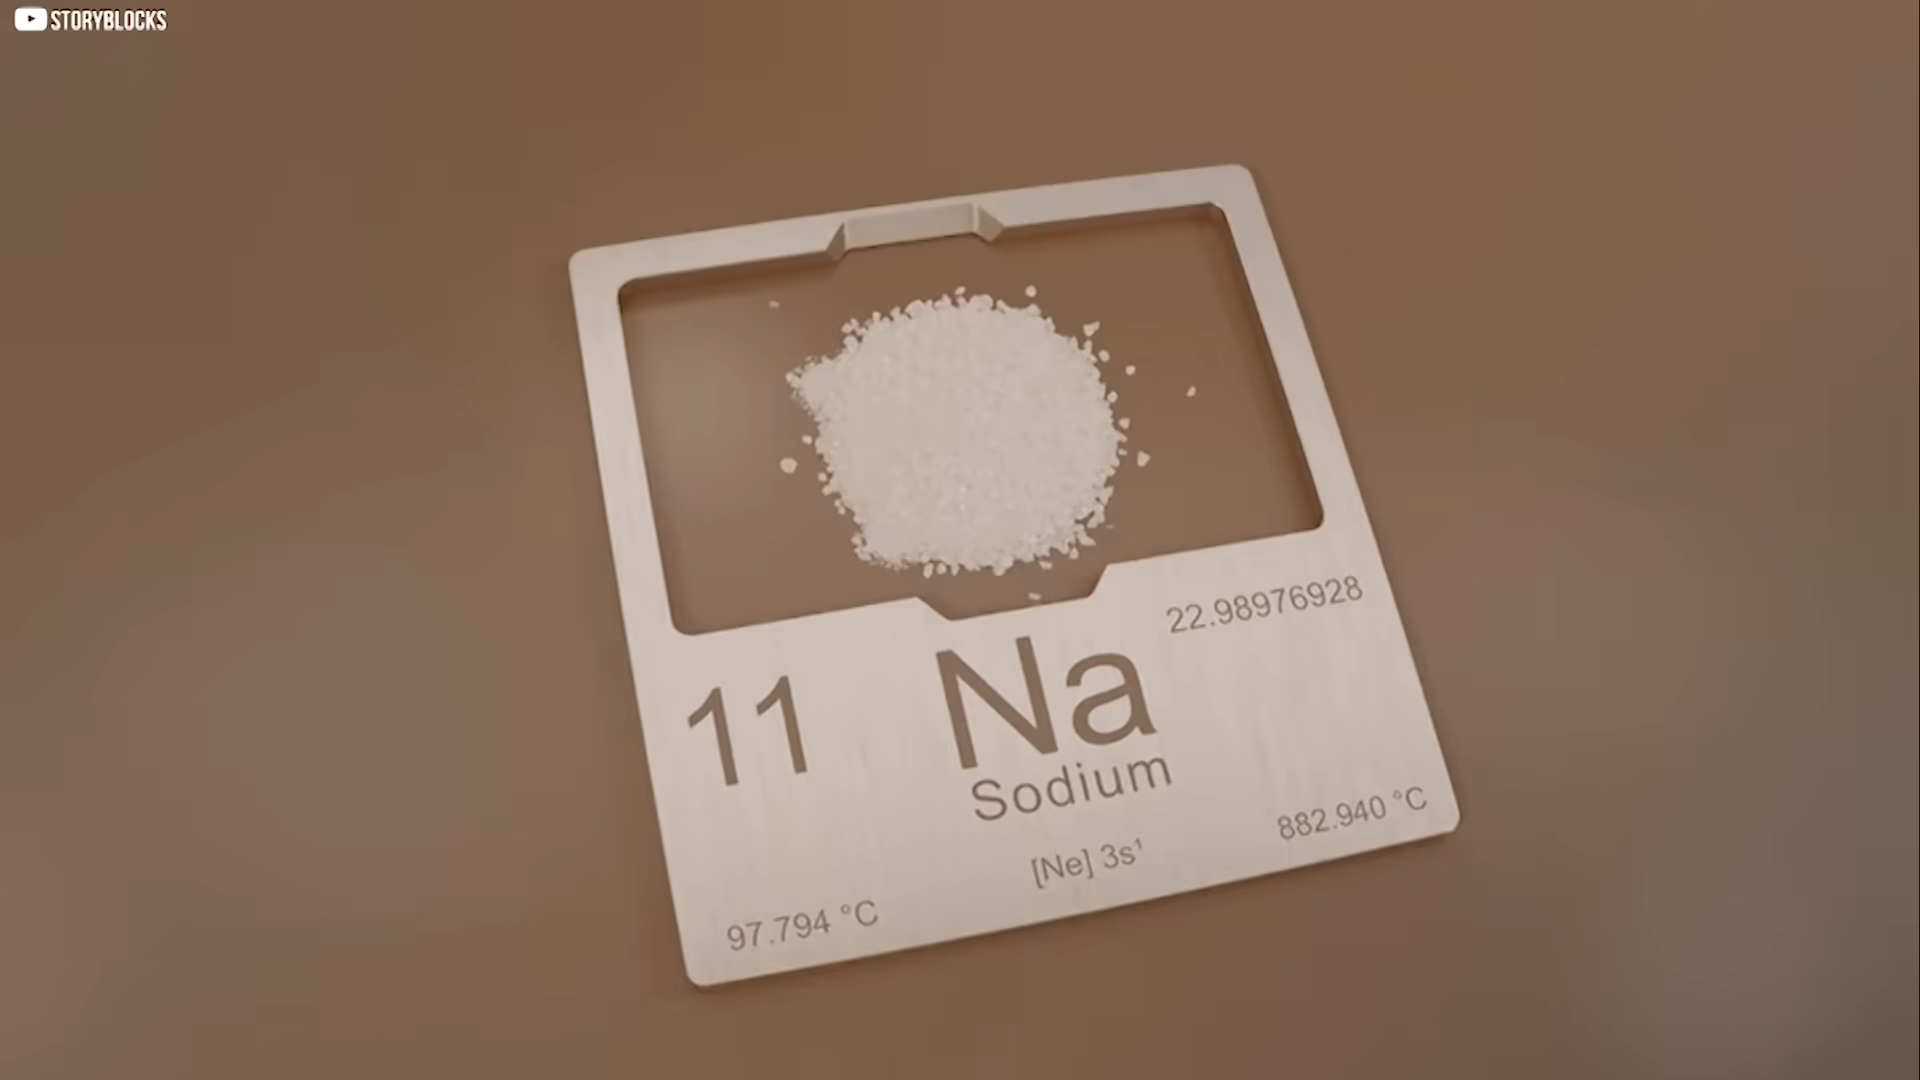 STORYBLOCKS
22.98976928
11
Na
Sodium
882.940 °C
[Ne] 3s¹
97.794 °C